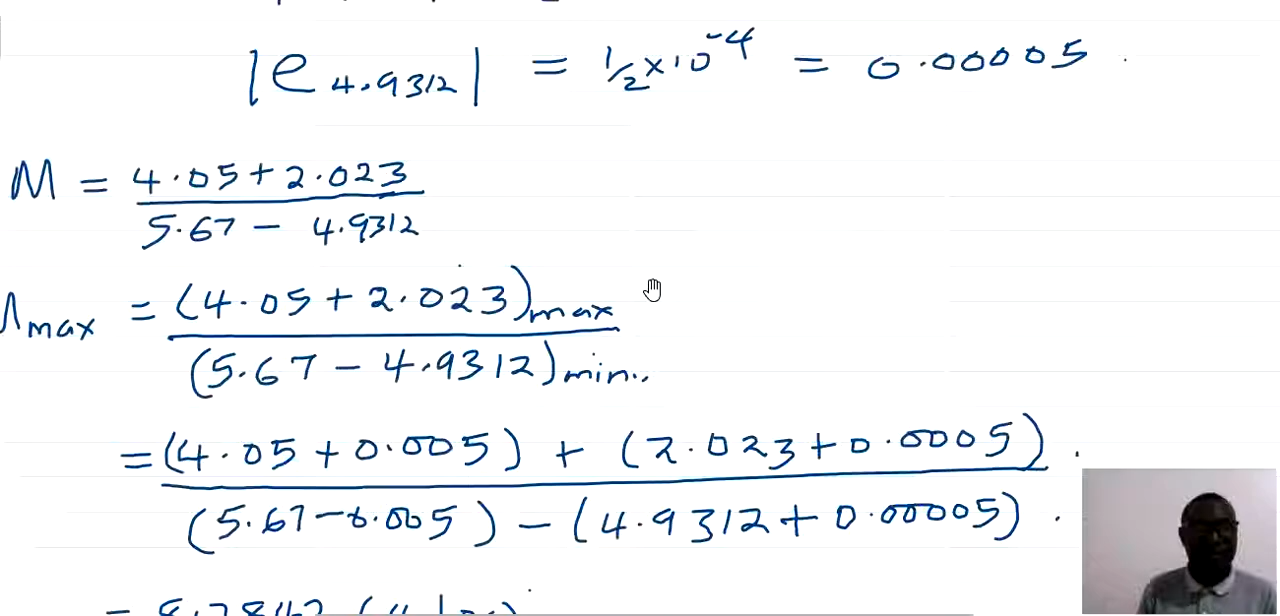 |e 4.9312| = 1/2 × 10^-4 = 0.00005
M = (4.05 + 2.023) / (5.67 - 4.9312)
max = (4.05 + 2.023)max
(5.67 - 4.9312)min..
= (4.05 + 0.005) + (2.023 + 0.0005) .
(5.67 - 0.005) - (4.9312 + 0.00005) .